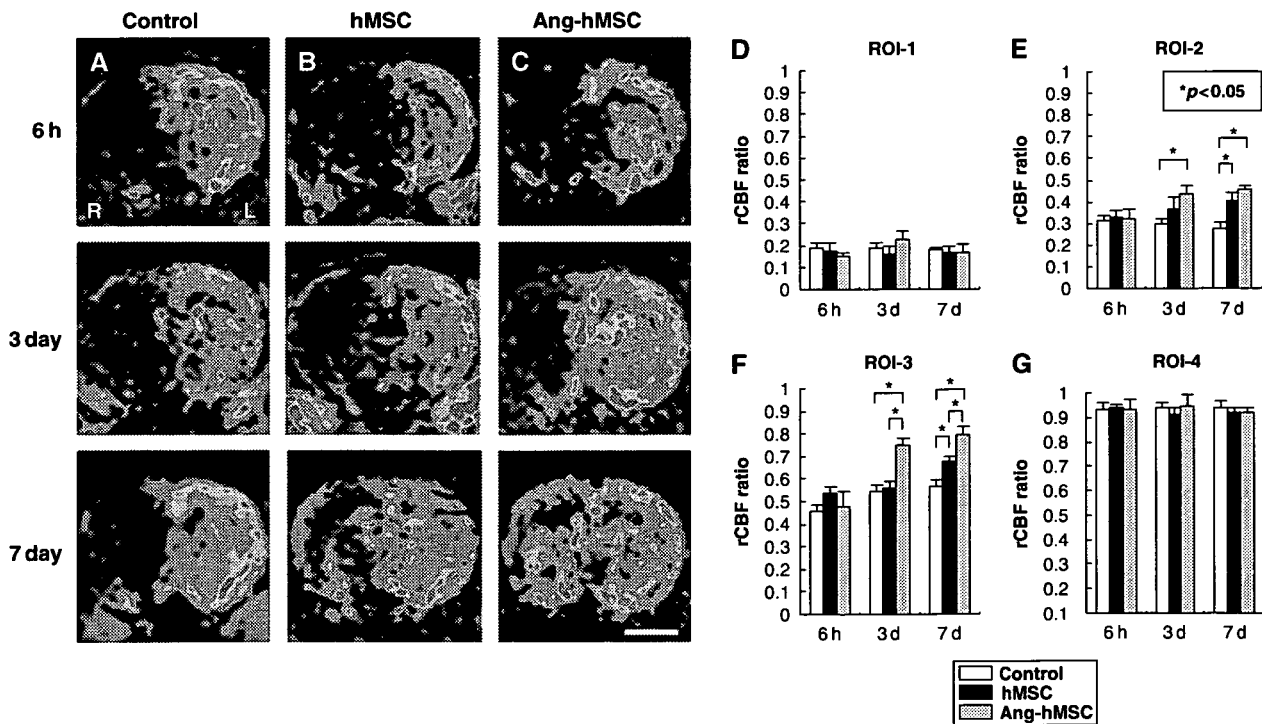 Control hMSC Ang-hMSC
A B C
6 h
R L
3 day
7 day
D ROI-1
rCBF ratio
1
0.9
0.8
0.7
0.6
0.5
0.4
0.3
0.2
0.1
0
6 h 3 d 7 d
E ROI-2
*p<0.05
rCBF ratio
1
0.9
0.8
0.7
0.6
0.5
0.4
0.3
0.2
0.1
0
* * *
6 h 3 d 7 d
F ROI-3
rCBF ratio
1
0.9
0.8
0.7
0.6
0.5
0.4
0.3
0.2
0.1
0
* * * * *
6 h 3 d 7 d
G ROI-4
rCBF ratio
1
0.9
0.8
0.7
0.6
0.5
0.4
0.3
0.2
0.1
6 h 3 d 7 d
Control
hMSC
Ang-hMSC